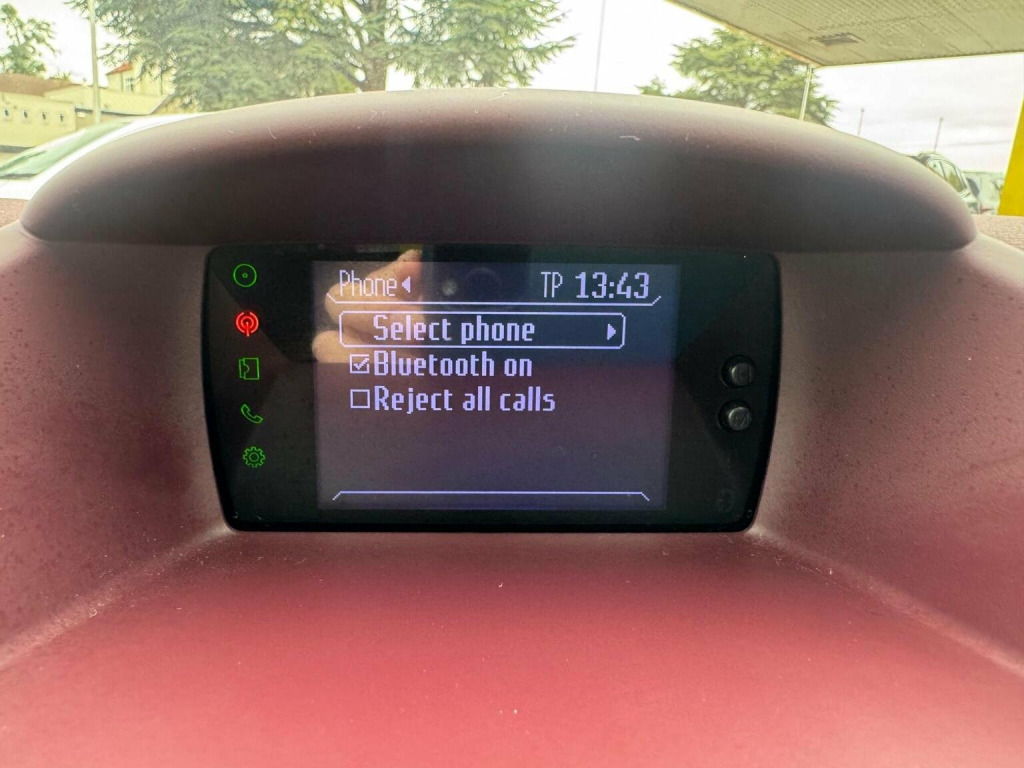 Phone
TP 13:43
Select phone
Bluetooth on
Reject all calls